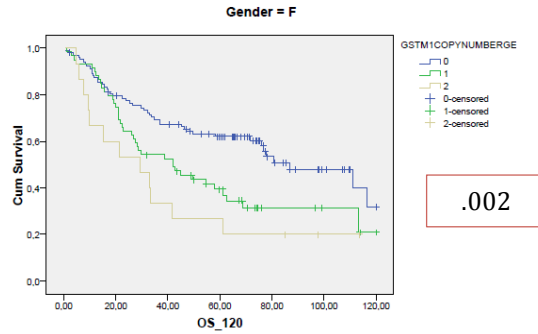 Gender = F
GSTM1COPYNUMBERGE
0
1
2
0-censored
1-censored
2-censored
Cum Survival
1,0
0,8
0,6
0,4
0,2
0,0
,00
20,00
40,00
60,00
80,00
100,00
120,00
OS_120
.002